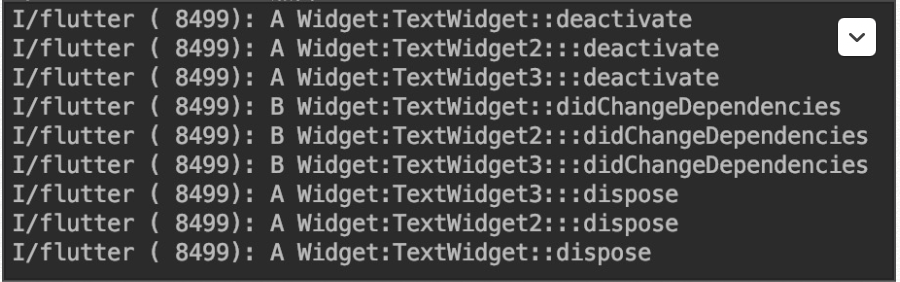 I/flutter ( 8499): A Widget:TextWidget::deactivate
I/flutter ( 8499): A Widget:TextWidget2:::deactivate
I/flutter ( 8499): A Widget:TextWidget3:::deactivate
I/flutter ( 8499): B Widget:TextWidget::didChangeDependencies
I/flutter ( 8499): B Widget:TextWidget2:::didChangeDependencies
I/flutter ( 8499): B Widget:TextWidget3:::didChangeDependencies
I/flutter ( 8499): A Widget:TextWidget3:::dispose
I/flutter ( 8499): A Widget:TextWidget2:::dispose
I/flutter ( 8499): A Widget:TextWidget::dispose